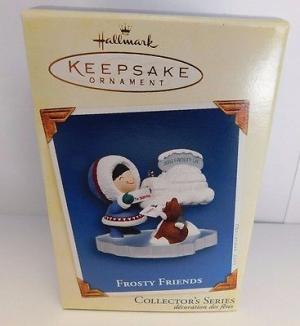 Hallmark
KEEPSAKE
ORNAMENT
FROSTY FRIENDS
COLLECTOR'S SERIES
décoration des fêtes